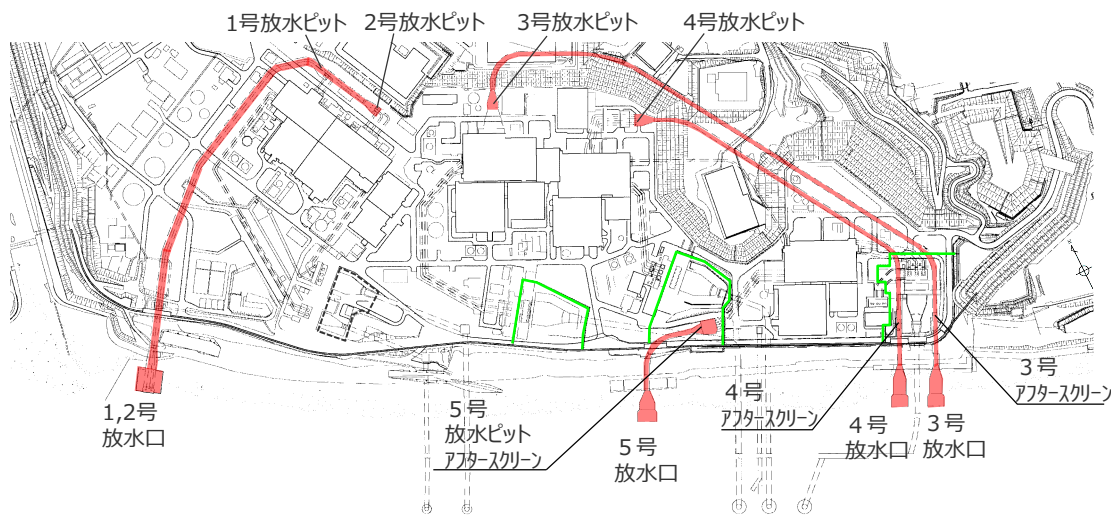 1号放水ピット
2号放水ピット
3号放水ピット
4号放水ピット
1,2号
放水口
5号
放水ピット
アフタースクリーン
5号
放水口
4号
アフタースクリーン
4号
放水口
3号
放水口
3号
アフタースクリーン